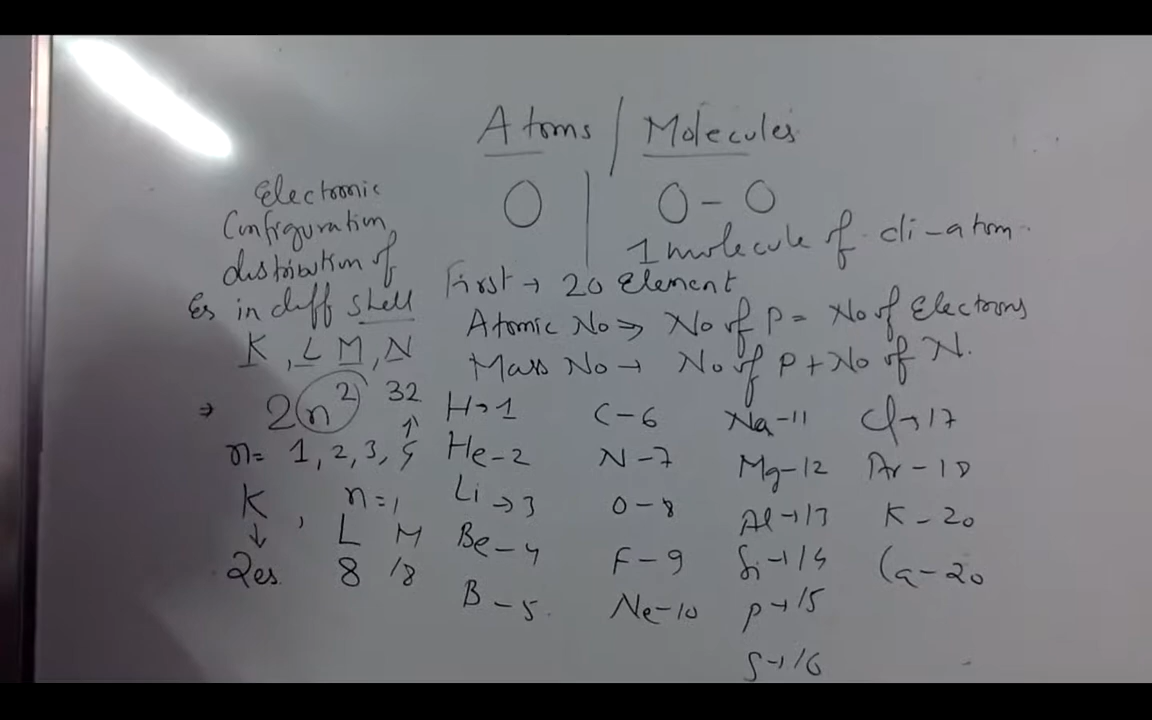 Atoms / Molecules
O | O - O
1 molecule of di-atom.
Electronic
Configuration,
distribution of
Es in diff shell
K, L M, N
⇒ 2(n²) 32
n= 1, 2, 3, 4
K, n=1
L M
2es. 8 18
First → 20 Element
Atomic No ⇒ No of P = No of Electrons
Mass No → No of P + No of N.
H→1
He-2
Li→3
Be-4
B-5.
C-6
N-7
O-8
F-9
Ne-10
Na-11
Mg-12
Al→13
Si→14
P→15
S→16
Cl→17
Ar-18
K-20
Ca-20